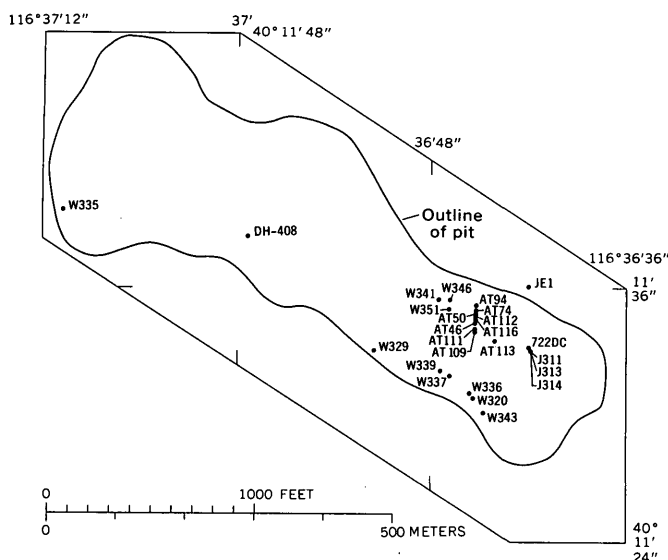 116°37'12"
37'
40°11'48"
36'48"
Outline
of pit
116°36'36"
11'
36"
W335
DH-408
JE1
W341
W346
W351
AT94
AT50
AT74
AT112
AT46
AT116
AT111
AT109
AT113
722DC
J311
J313
J314
W329
W339
W337
W336
W320
W343
0
1000 FEET
0
500 METERS
40°
11'
24"